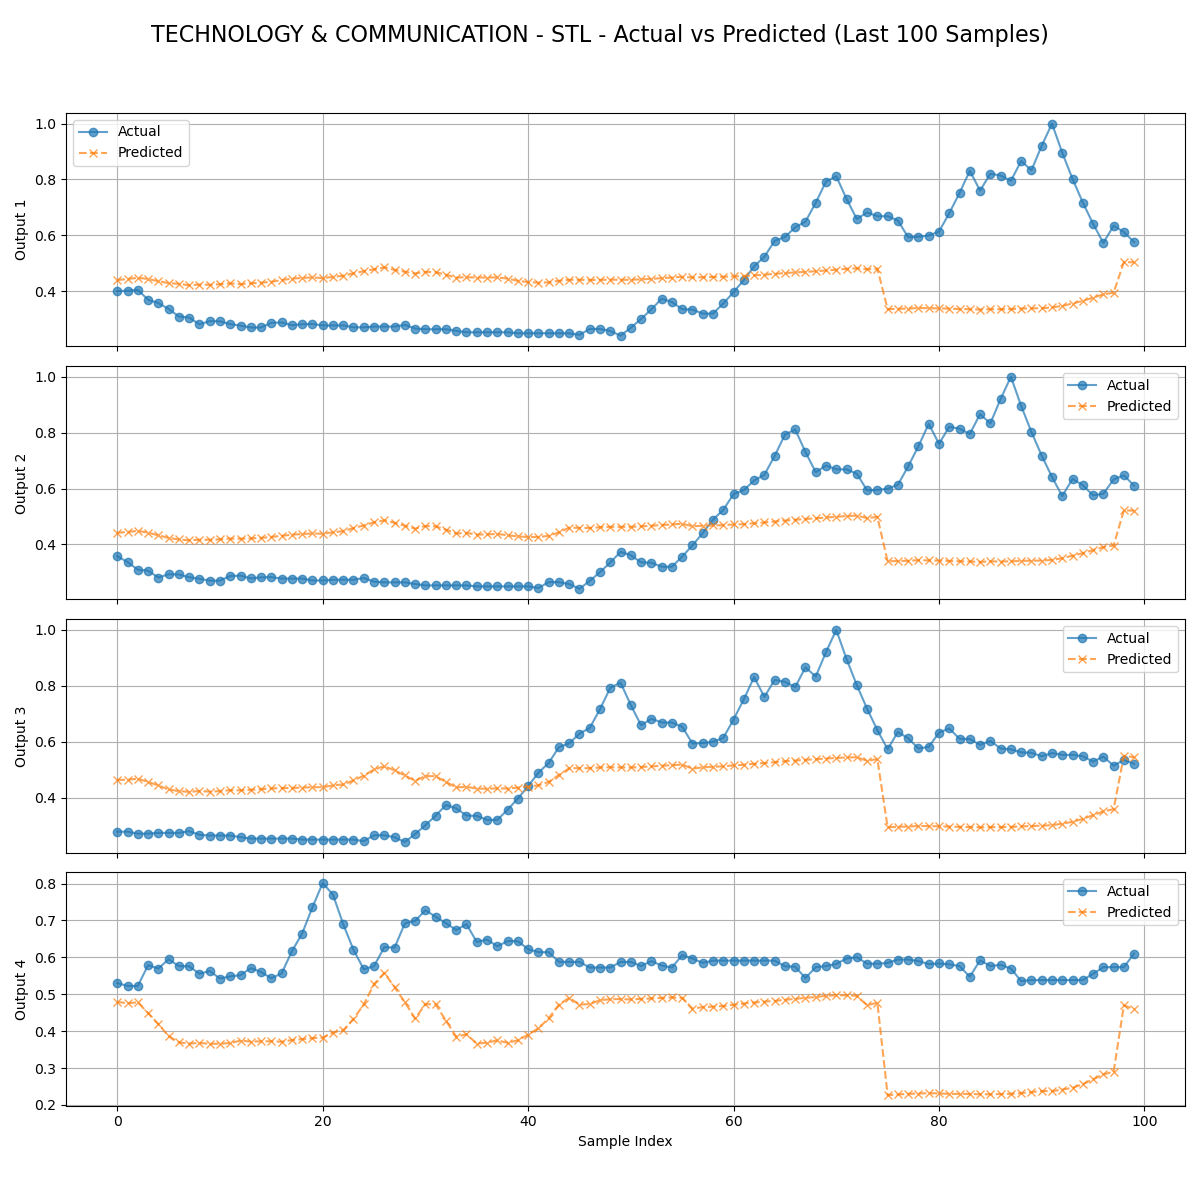 TECHNOLOGY & COMMUNICATION - STL - Actual vs Predicted (Last 100 Samples)
1.0
0.8
0.6
0.4
Output 1
Actual
Predicted
1.0
0.8
0.6
0.4
Output 2
Actual
Predicted
1.0
0.8
0.6
0.4
Output 3
Actual
Predicted
0.8
0.7
0.6
0.5
0.4
0.3
0.2
Output 4
Actual
Predicted
0 20 40 60 80 100
Sample Index